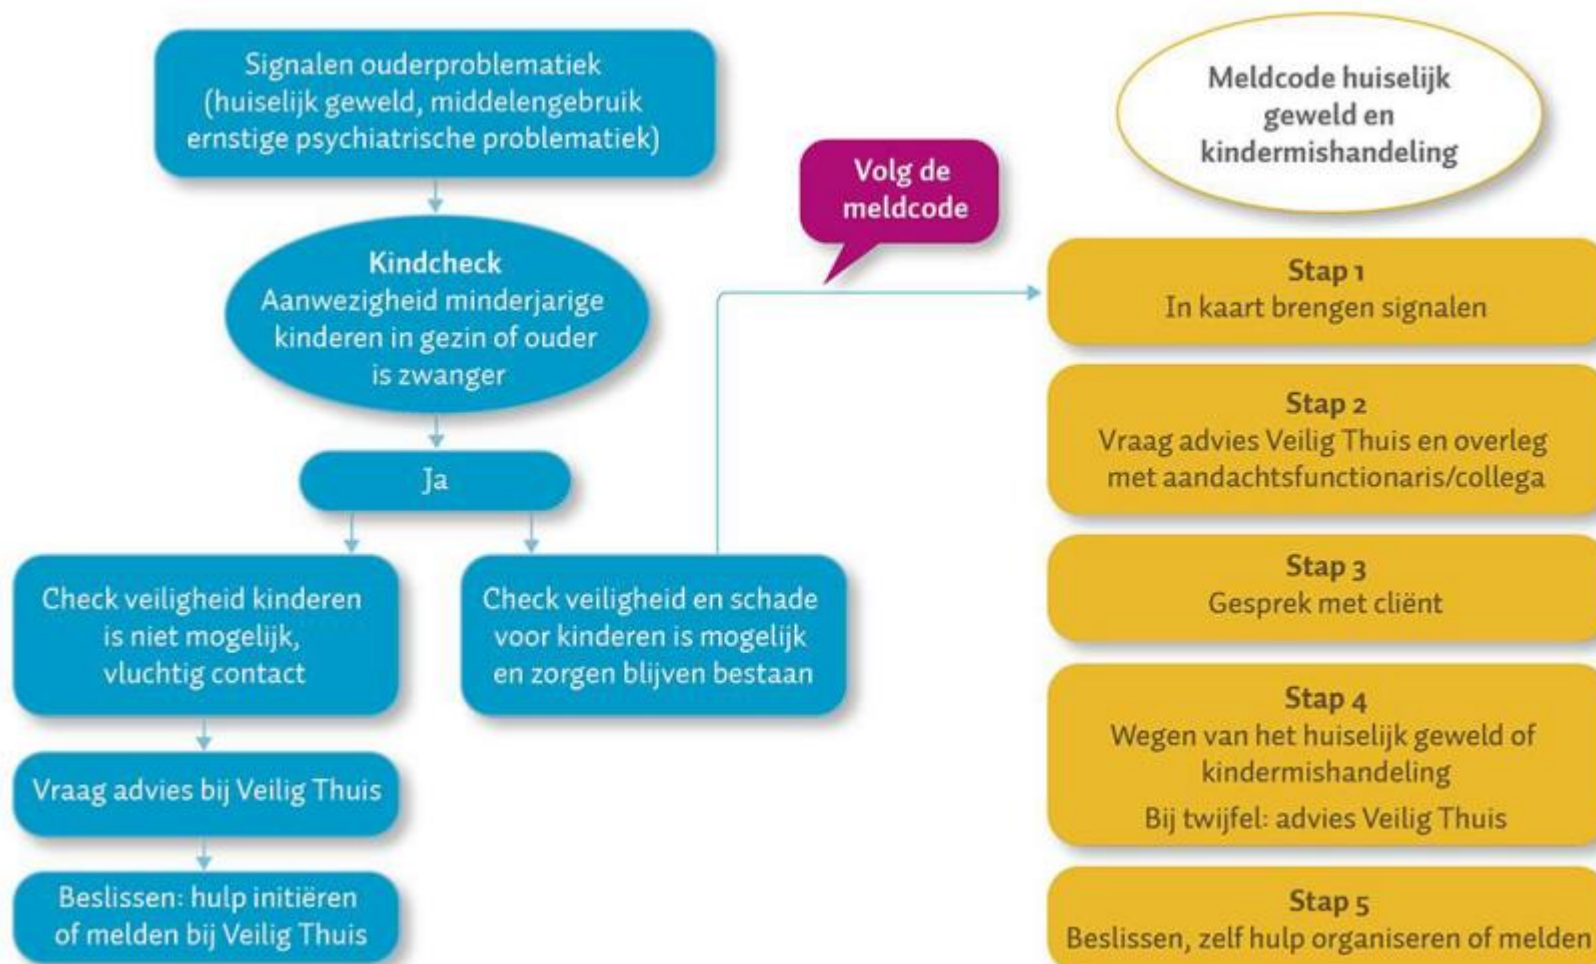 Signalen ouderproblematiek
(huiselijk geweld, middelengebruik
ernstige psychiatrische problematiek)
Kindcheck
Aanwezigheid minderjarige
kinderen in gezin of ouder
is zwanger
Ja
Check veiligheid kinderen
is niet mogelijk,
vluchtig contact
Vraag advies bij Veilig Thuis
Beslissen: hulp initiëren
of melden bij Veilig Thuis
Check veiligheid en schade
voor kinderen is mogelijk
en zorgen blijven bestaan
Volg de
meldcode
Meldcode huiselijk
geweld en
kindermishandeling
Stap 1
In kaart brengen signalen
Stap 2
Vraag advies Veilig Thuis en overleg
met aandachtsfunctionaris/collega
Stap 3
Gesprek met cliënt
Stap 4
Wegen van het huiselijk geweld of
kindermishandeling
Bij twijfel: advies Veilig Thuis
Stap 5
Beslissen, zelf hulp organiseren of melden